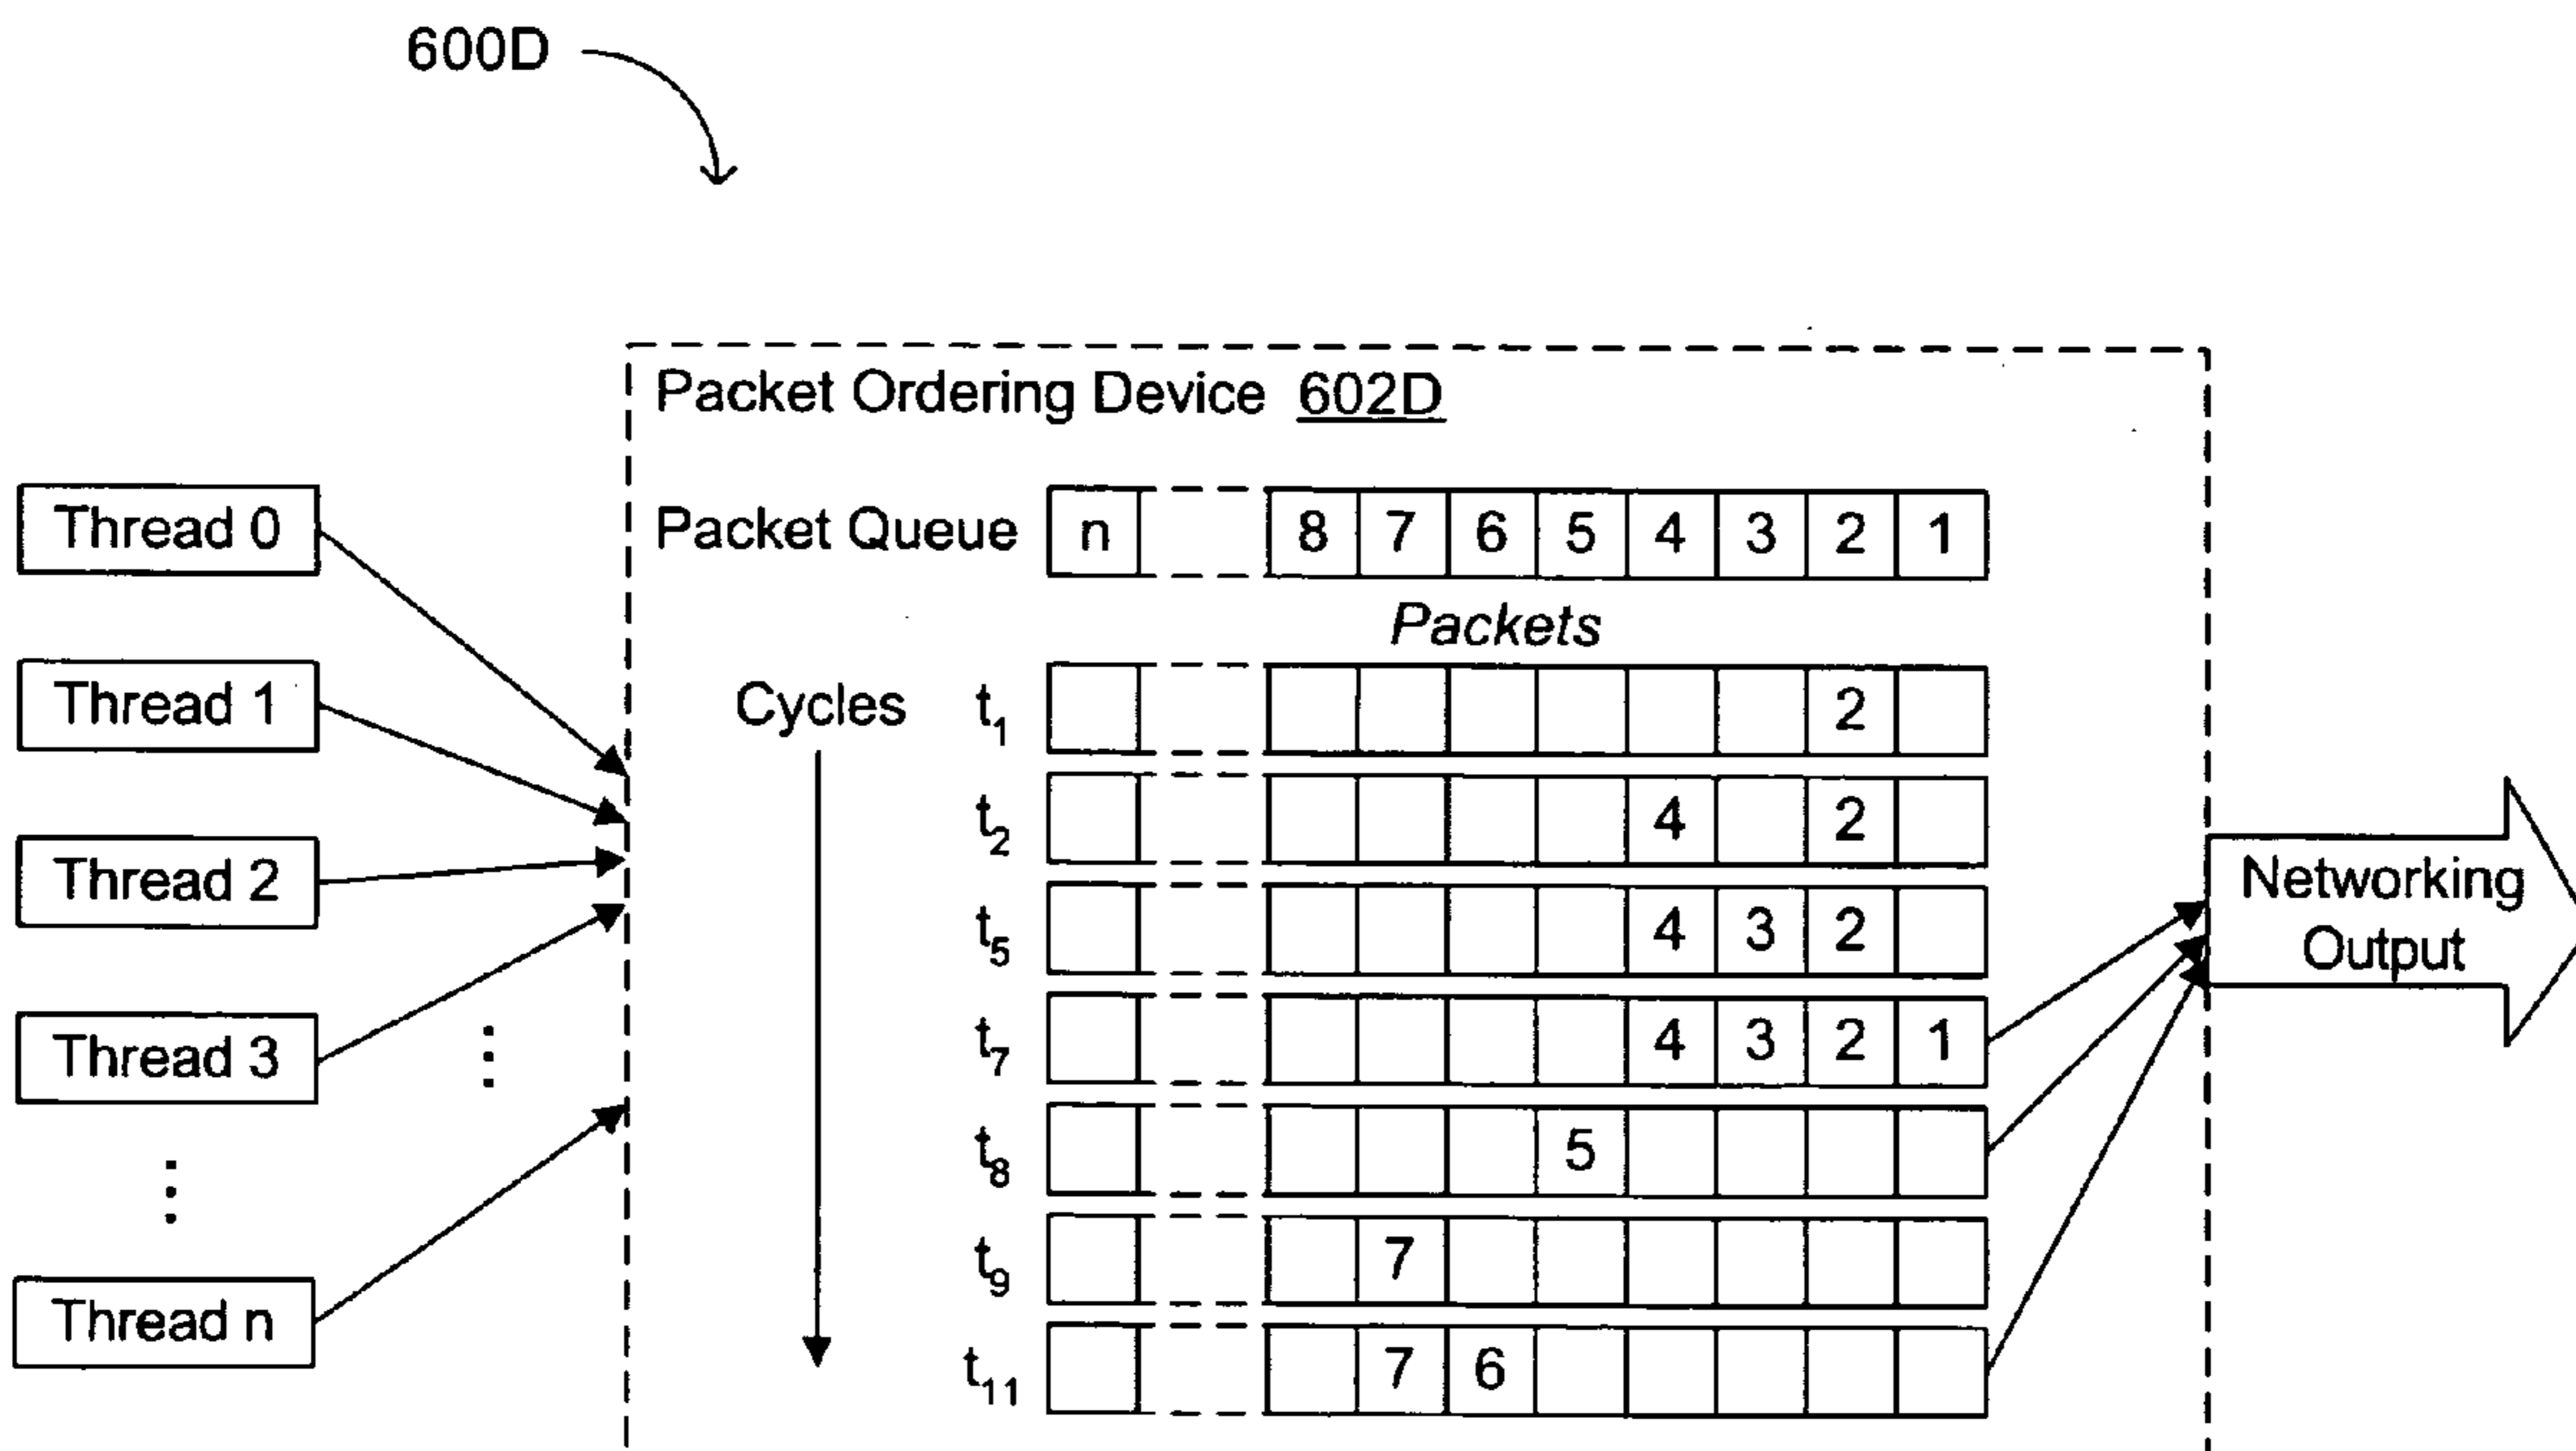 600D
Packet Ordering Device 602D
Packet Queue n 8 7 6 5 4 3 2 1
Packets
Thread 0
Thread 1
Thread 2
Thread 3
⋮
⋮
Thread n
Cycles
t₁ 2
t₂ 4 2
t₅ 4 3 2
t₇ 4 3 2 1
t₈ 5
t₉ 7
t₁₁ 7 6
Networking
Output